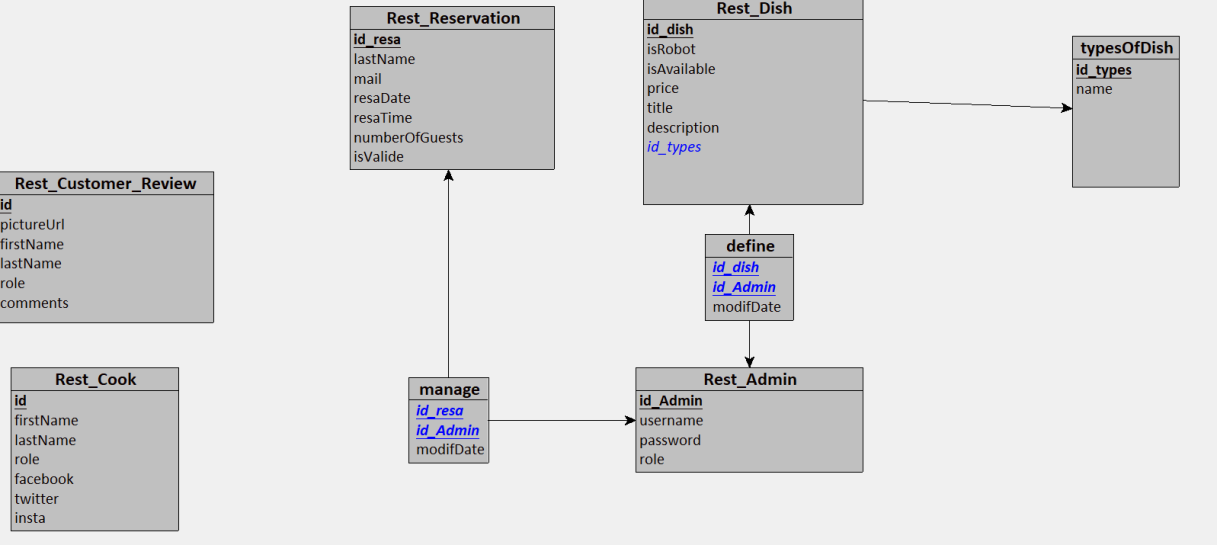 Rest_Reservation
id_resa
lastName
mail
resaDate
resaTime
numberOfGuests
isValide
Rest_Dish
id_dish
isRobot
isAvailable
price
title
description
id_types
typesOfDish
id_types
name
Rest_Customer_Review
id
pictureUrl
firstName
lastName
role
comments
define
id_dish
id_Admin
modifDate
Rest_Cook
id
firstName
lastName
role
facebook
twitter
insta
manage
id_resa
id_Admin
modifDate
Rest_Admin
id_Admin
username
password
role